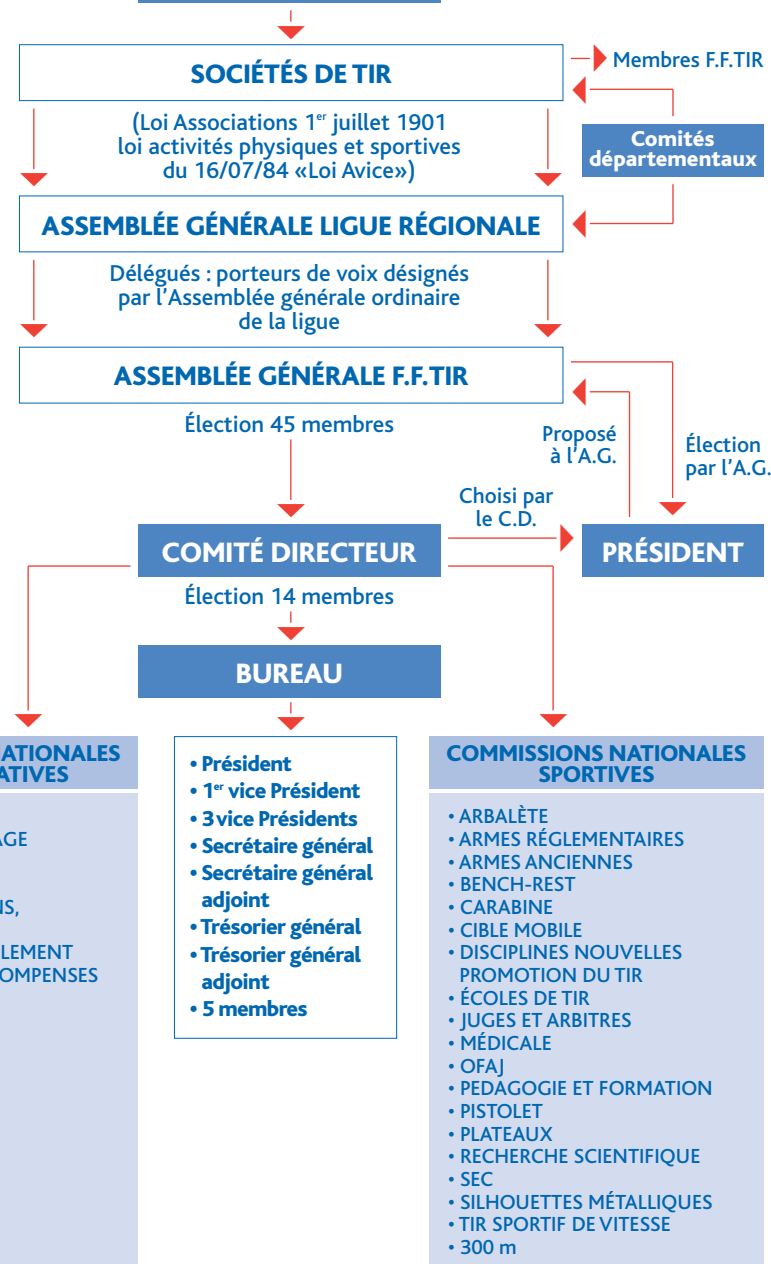 SOCIÉTÉS DE TIR
Membres F.F.TIR
(Loi Associations 1er juillet 1901
loi activités physiques et sportives
du 16/07/84 «Loi Avice»)
Comités
départementaux
ASSEMBLÉE GÉNÉRALE LIGUE RÉGIONALE
Délégués : porteurs de voix désignés
par l'Assemblée générale ordinaire
de la ligue
ASSEMBLÉE GÉNÉRALE F.F.TIR
Élection 45 membres
Proposé
à l'A.G.
Élection
par l'A.G.
Choisi par
le C.D.
COMITÉ DIRECTEUR
PRÉSIDENT
Élection 14 membres
BUREAU
ATIONALES
ATIVES
AGE
NS,
LEMENT
OMPENSES
• Président
• 1er vice Président
• 3 vice Présidents
• Secrétaire général
• Secrétaire général
adjoint
• Trésorier général
• Trésorier général
adjoint
• 5 membres
COMMISSIONS NATIONALES
SPORTIVES
• ARBALÈTE
• ARMES RÉGLEMENTAIRES
• ARMES ANCIENNES
• BENCH-REST
• CARABINE
• CIBLE MOBILE
• DISCIPLINES NOUVELLES
PROMOTION DU TIR
• ÉCOLES DE TIR
• JUGES ET ARBITRES
• MÉDICALE
• OFAJ
• PEDAGOGIE ET FORMATION
• PISTOLET
• PLATEAUX
• RECHERCHE SCIENTIFIQUE
• SEC
• SILHOUETTES MÉTALLIQUES
• TIR SPORTIF DE VITESSE
• 300 m